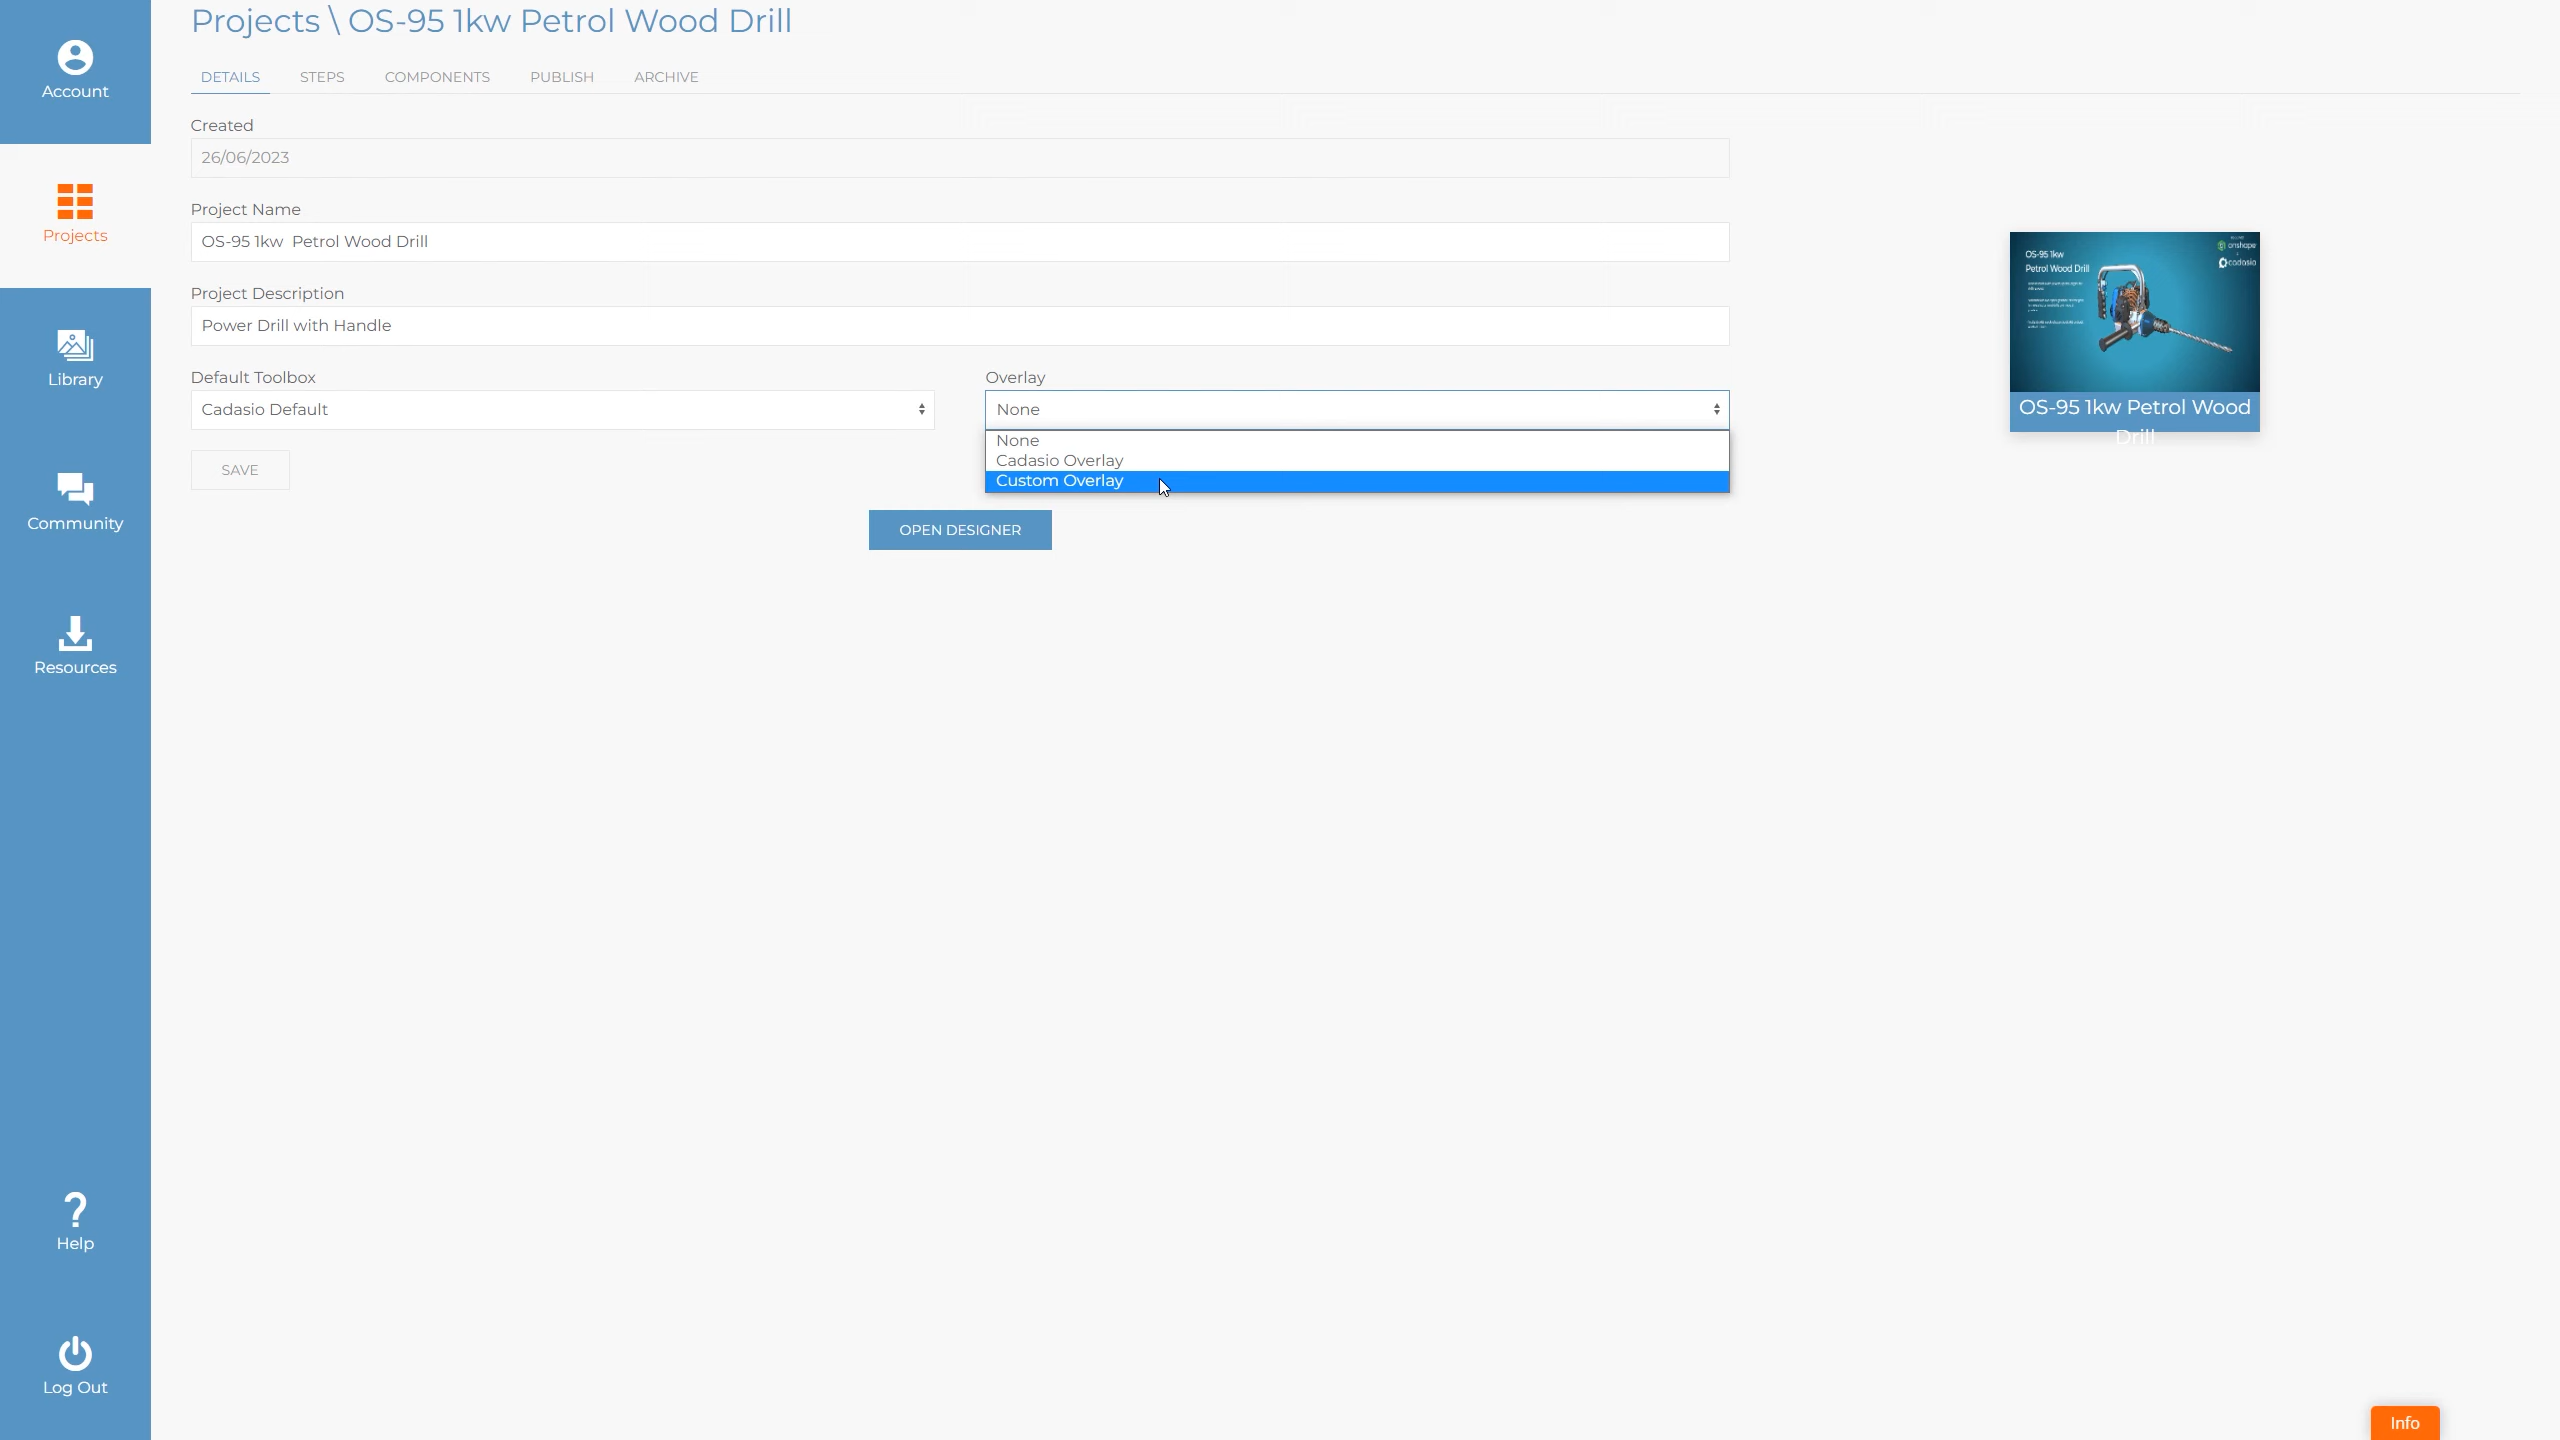 Projects \ OS-95 1kw Petrol Wood Drill
Account
DETAILS
STEPS
COMPONENTS
PUBLISH
ARCHIVE
Created
26/06/2023
Project Name
OS-95 1kw  Petrol Wood Drill
Projects
Project Description
Power Drill with Handle
OS-95 1kw
Petrol Wood Drill
onshape
cadasio
Library
Default Toolbox
Cadasio Default
Overlay
None
None
Cadasio Overlay
Custom Overlay
OS-95 1kw Petrol Wood
Drill
SAVE
OPEN DESIGNER
Community
Resources
Help
Log Out
Info